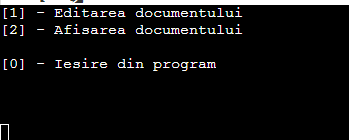 [1] - Editarea documentului
[2] - Afisarea documentului
[0] - Iesire din program